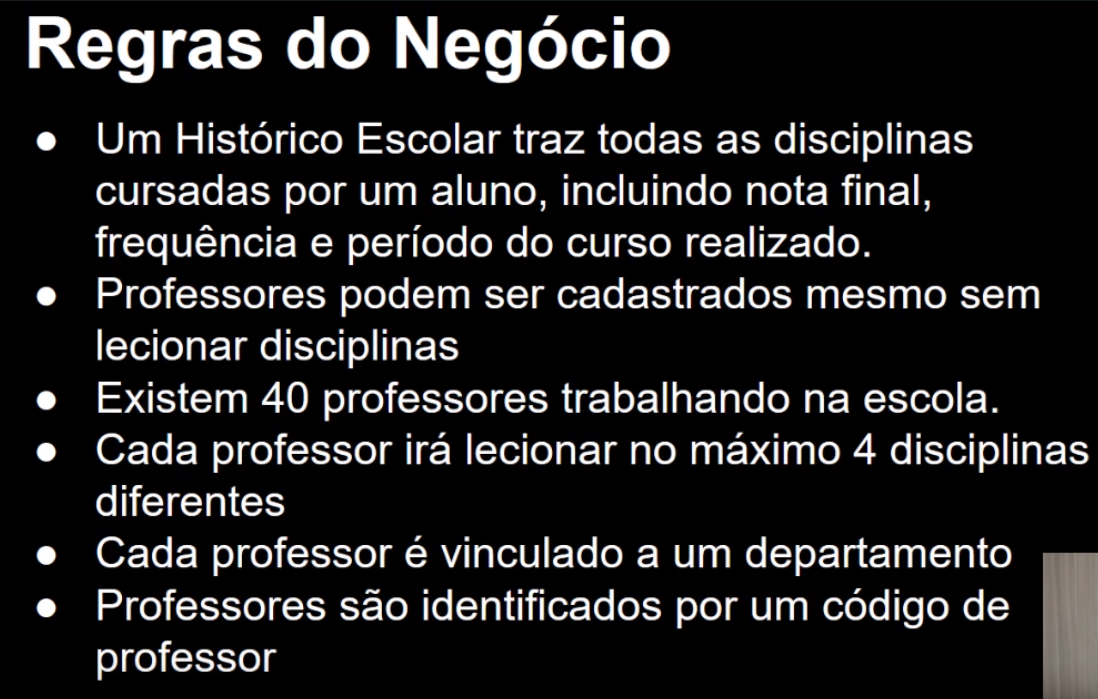 Regras do Negócio
● Um Histórico Escolar traz todas as disciplinas
cursadas por um aluno, incluindo nota final,
frequência e período do curso realizado.
● Professores podem ser cadastrados mesmo sem
lecionar disciplinas
● Existem 40 professores trabalhando na escola.
● Cada professor irá lecionar no máximo 4 disciplinas
diferentes
● Cada professor é vinculado a um departamento
● Professores são identificados por um código de
professor